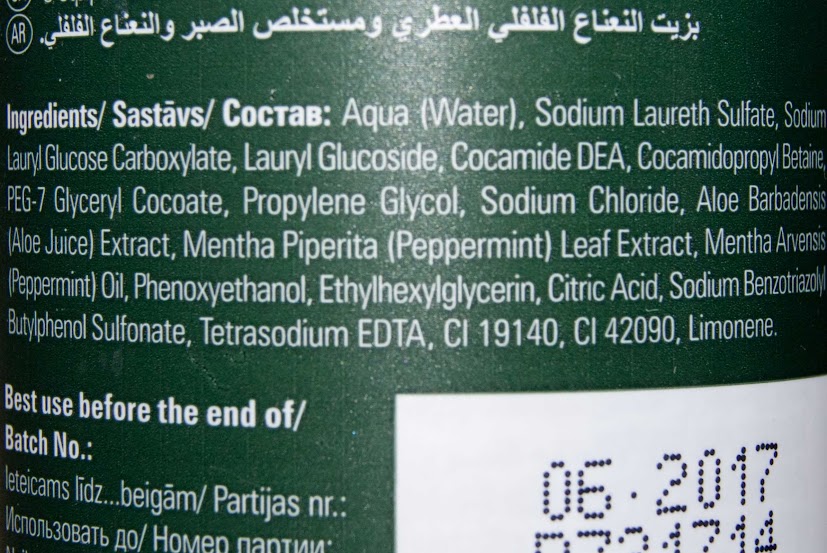 AR بزيت النعناع الفلفلي العطري ومستخلص الصبر والنعناع الفلفلي.
Ingredients/ Sastāvs/ Состав: Aqua (Water), Sodium Laureth Sulfate, Sodium
Lauryl Glucose Carboxylate, Lauryl Glucoside, Cocamide DEA, Cocamidopropyl Betaine,
PEG-7 Glyceryl Cocoate, Propylene Glycol, Sodium Chloride, Aloe Barbadensis
(Aloe Juice) Extract, Mentha Piperita (Peppermint) Leaf Extract, Mentha Arvensis
(Peppermint) Oil, Phenoxyethanol, Ethylhexylglycerin, Citric Acid, Sodium Benzotriazolyl
Butylphenol Sulfonate, Tetrasodium EDTA, CI 19140, CI 42090, Limonene.
Best use before the end of/
Batch No.:
Ieteicams līdz...beigām/ Partijas nr.:
Использовать до/ Номер партии:
06.2017